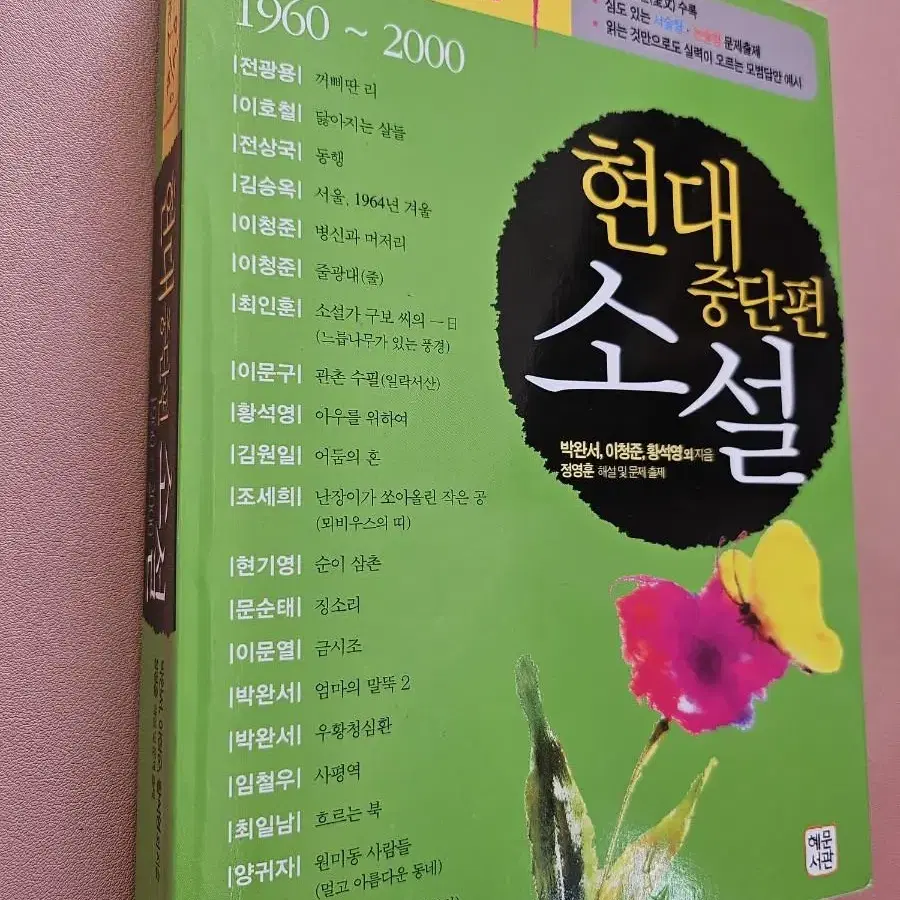 1960 ~ 2000
심도 있는 서술형·논술형 문제출제
읽는 것만으로도 실력이 오르는 모범답안 예시
|전광용| 꺼삐딴 리
|이호철| 닳아지는 살들
|전상국| 동행
|김승옥| 서울, 1964년 겨울
|이청준| 병신과 머저리
|이청준| 줄광대(줄)
|최인훈| 소설가 구보 씨의 一日
(느릅나무가 있는 풍경)
|이문구| 관촌 수필(일락서산)
|황석영| 아우를 위하여
|김원일| 어둠의 혼
|조세희| 난장이가 쏘아올린 작은 공
(뫼비우스의 띠)
|현기영| 순이 삼촌
|문순태| 징소리
|이문열| 금시조
|박완서| 엄마의 말뚝 2
|박완서| 우황청심환
|임철우| 사평역
|최일남| 흐르는 북
|양귀자| 원미동 사람들
(멀고 아름다운 동네)
현대
중단편
소설
박완서, 이청준, 황석영 외 지음
정영훈 해설 및 문제 출제
혜문
서관
현대 중단편 소설